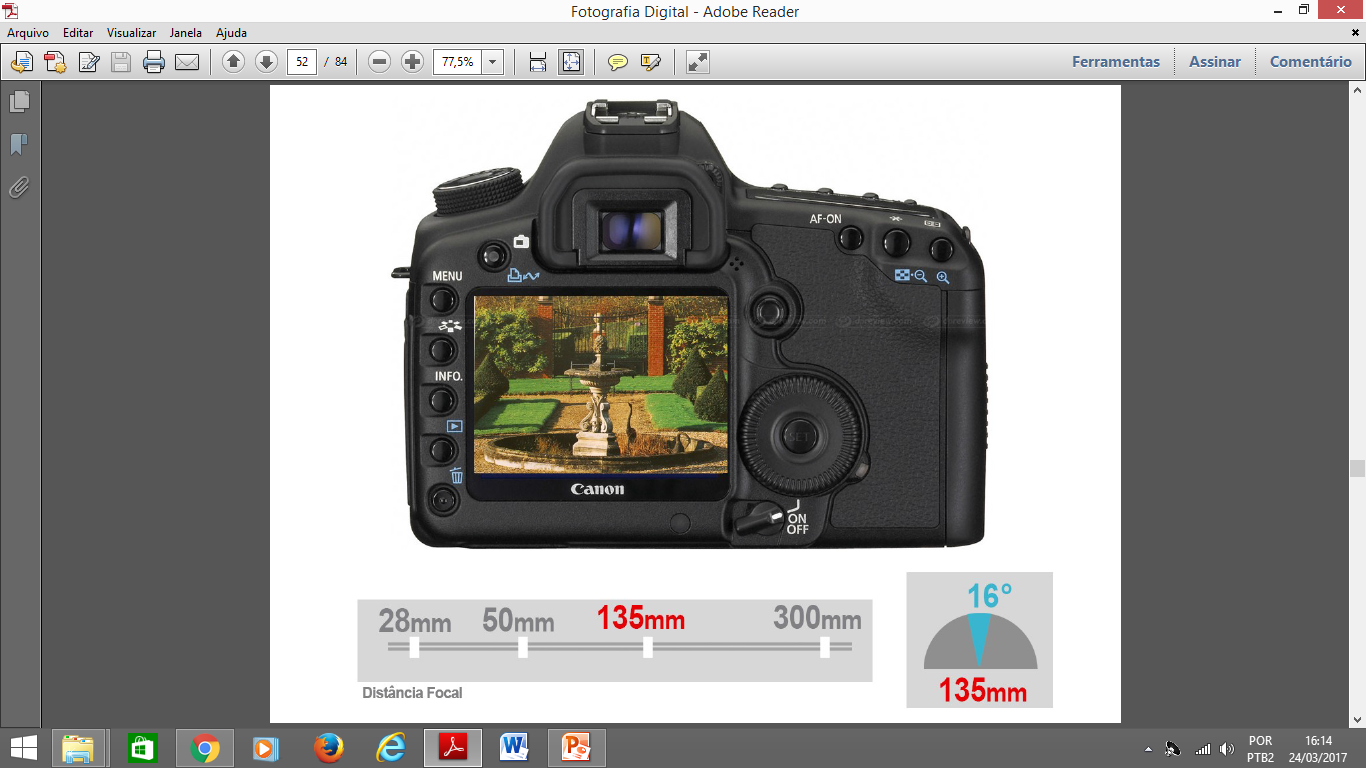 Fotografia Digital - Adobe Reader
Arquivo Editar Visualizar Janela Ajuda
52 / 84 77,5% Ferramentas Assinar Comentário
AF-ON
MENU
INFO.
SET
Canon
ON
OFF
28mm 50mm 135mm 300mm
Distância Focal
16°
135mm
POR 16:14
PTB2 24/03/2017